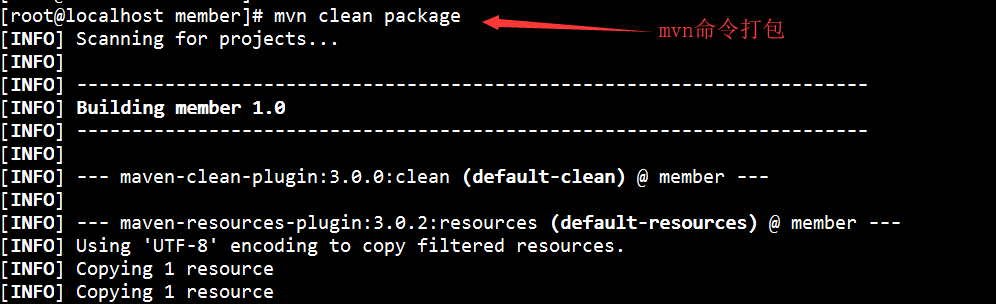 [root@localhost member]# mvn clean package
mvn命令打包
[INFO] Scanning for projects...
[INFO]
[INFO] ------------------------------------------------------------------------
[INFO] Building member 1.0
[INFO] ------------------------------------------------------------------------
[INFO]
[INFO] --- maven-clean-plugin:3.0.0:clean (default-clean) @ member ---
[INFO]
[INFO] --- maven-resources-plugin:3.0.2:resources (default-resources) @ member ---
[INFO] Using 'UTF-8' encoding to copy filtered resources.
[INFO] Copying 1 resource
[INFO] Copying 1 resource